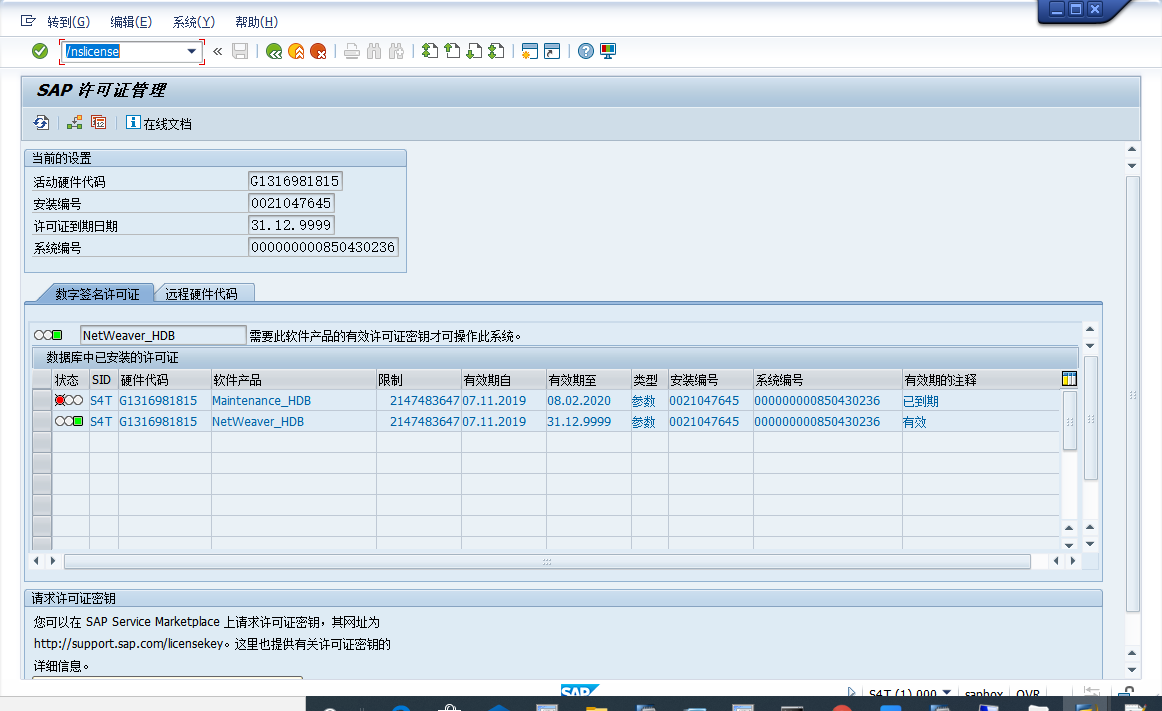 转到(G) 编辑(E) 系统(Y) 帮助(H)
/nslicense
SAP 许可证管理
在线文档
当前的设置
活动硬件代码 G1316981815
安装编号 0021047645
许可证到期日期 31.12.9999
系统编号 000000000850430236
数字签名许可证 远程硬件代码
NetWeaver_HDB 需要此软件产品的有效许可证密钥才可操作此系统。
数据库中已安装的许可证
状态 SID 硬件代码 软件产品 限制 有效期自 有效期至 类型 安装编号 系统编号 有效期的注释
S4T G1316981815 Maintenance_HDB 2147483647 07.11.2019 08.02.2020 参数 0021047645 000000000850430236 已到期
S4T G1316981815 NetWeaver_HDB 2147483647 07.11.2019 31.12.9999 参数 0021047645 000000000850430236 有效
请求许可证密钥
您可以在 SAP Service Marketplace 上请求许可证密钥，其网址为
http://support.sap.com/licensekey。这里也提供有关许可证密钥的
详细信息。
SAP S4T (1) 000 sapbox OVR